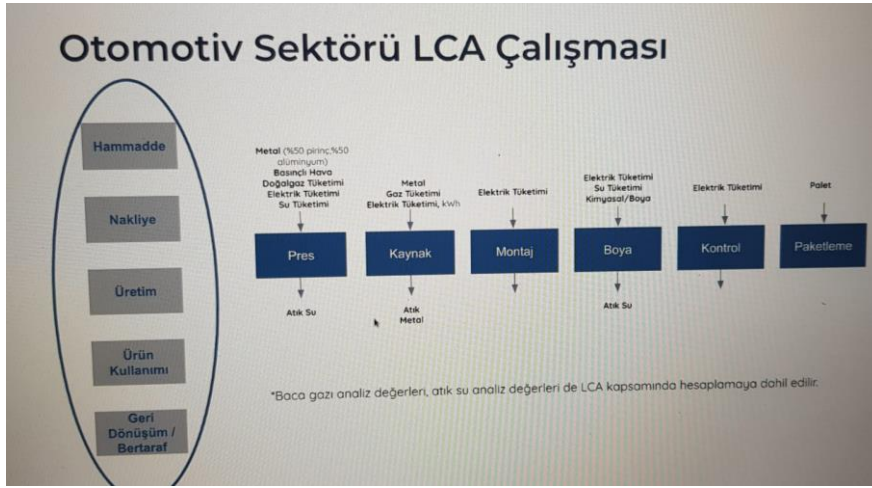 Otomotiv Sektörü LCA Çalışması
Hammadde
Nakliye
Üretim
Ürün
Kullanımı
Geri
Dönüşüm /
Bertaraf
Metal (%50 pirinç,%50
alüminyum)
Basınçlı Hava
Doğalgaz Tüketimi
Elektrik Tüketimi
Su Tüketimi
Pres
Atık Su
Metal
Gaz Tüketimi
Elektrik Tüketimi, kWh
Kaynak
Atık
Metal
Elektrik Tüketimi
Montaj
Elektrik Tüketimi
Su Tüketimi
Kimyasal/Boya
Boya
Atık Su
Elektrik Tüketimi
Kontrol
Palet
Paketleme
*Baca gazı analiz değerleri, atık su analiz değerleri de LCA kapsamında hesaplamaya dahil edilir.